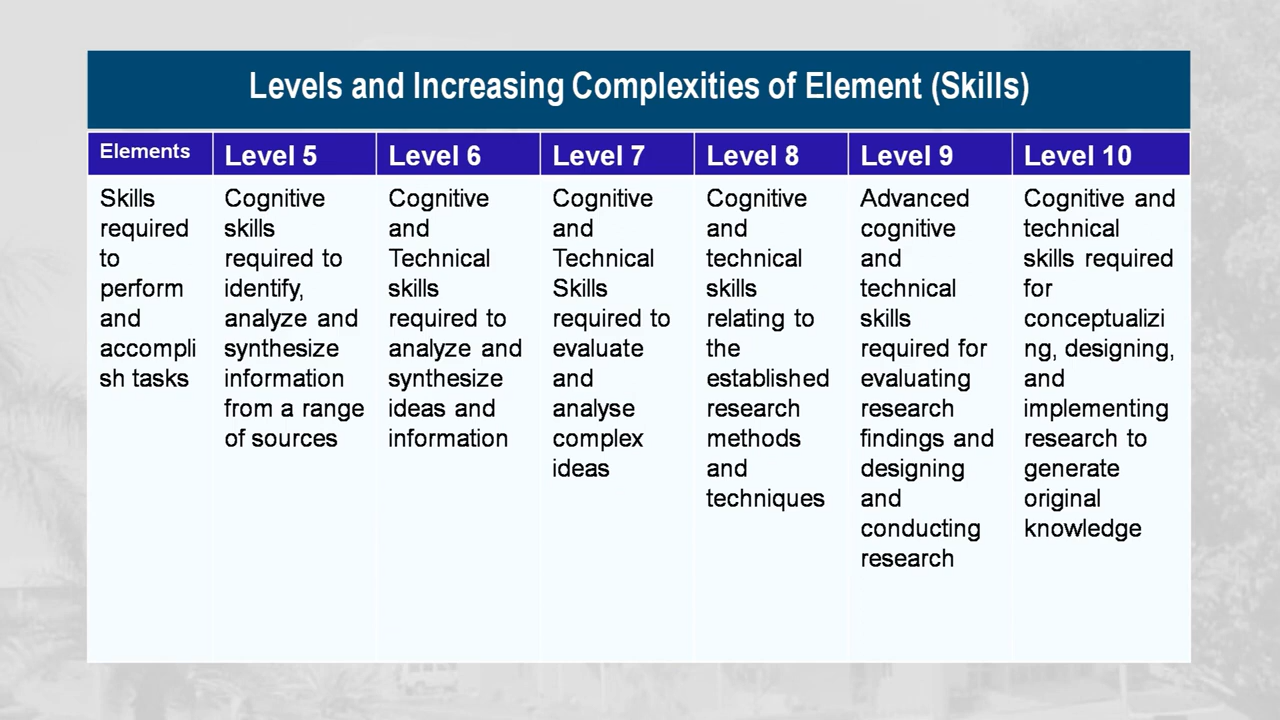 Levels and Increasing Complexities of Element (Skills)
Elements
Level 5
Level 6
Level 7
Level 8
Level 9
Level 10
Skills
required
to
perform
and
accompli
sh tasks
Cognitive
skills
required to
identify,
analyze and
synthesize
information
from a range
of sources
Cognitive
and
Technical
skills
required to
analyze and
synthesize
ideas and
information
Cognitive
and
Technical
Skills
required to
evaluate
and
analyse
complex
ideas
Cognitive
and
technical
skills
relating to
the
established
research
methods
and
techniques
Advanced
cognitive
and
technical
skills
required for
evaluating
research
findings and
designing
and
conducting
research
Cognitive and
technical
skills required
for
conceptualizi
ng, designing,
and
implementing
research to
generate
original
knowledge